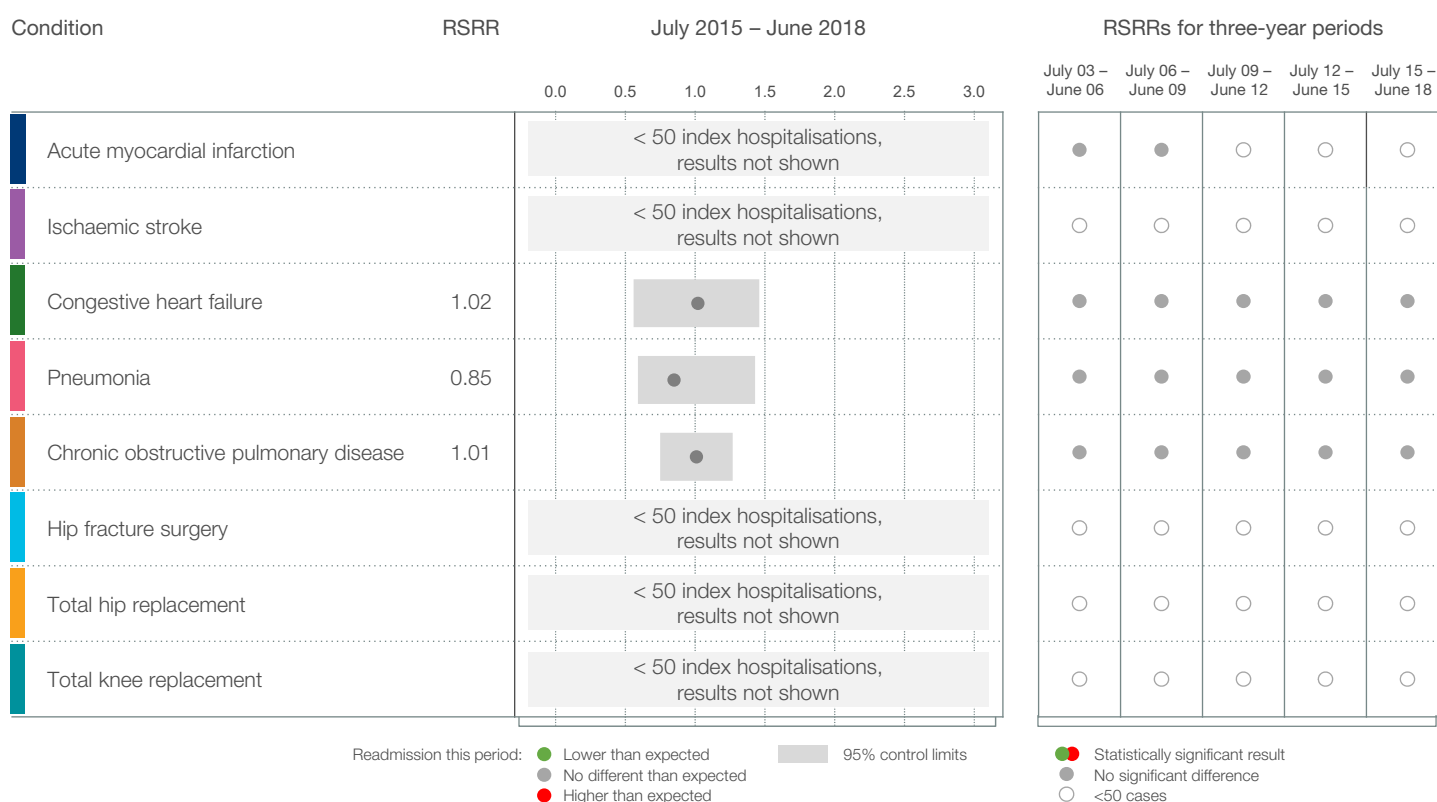 Condition
RSRR
July 2015 – June 2018
RSRRs for three-year periods
July 03 –
June 06
July 06 –
June 09
July 09 –
June 12
July 12 –
June 15
July 15 –
June 18
0.0 0.5 1.0 1.5 2.0 2.5 3.0
Acute myocardial infarction
< 50 index hospitalisations,
results not shown
Ischaemic stroke
< 50 index hospitalisations,
results not shown
Congestive heart failure 1.02
Pneumonia 0.85
Chronic obstructive pulmonary disease 1.01
Hip fracture surgery
< 50 index hospitalisations,
results not shown
Total hip replacement
< 50 index hospitalisations,
results not shown
Total knee replacement
< 50 index hospitalisations,
results not shown
Readmission this period:
Lower than expected
No different than expected
Higher than expected
95% control limits
Statistically significant result
No significant difference
<50 cases